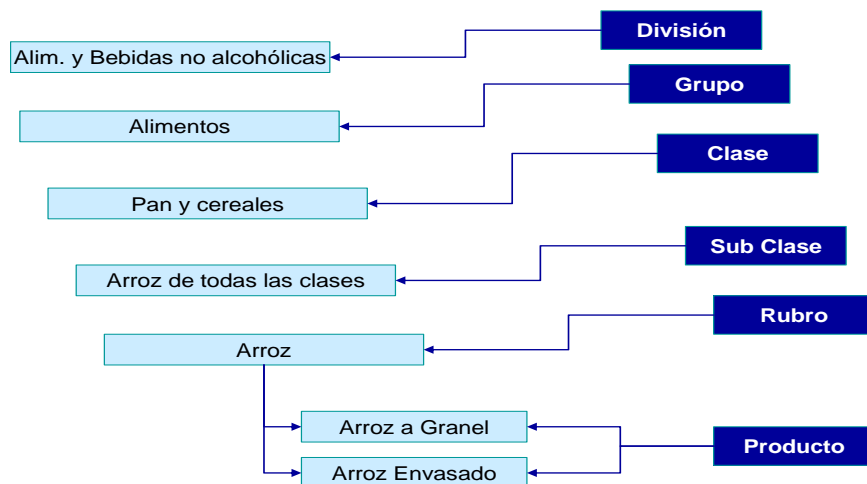 División
Alim. y Bebidas no alcohólicas
Grupo
Alimentos
Clase
Pan y cereales
Sub Clase
Arroz de todas las clases
Rubro
Arroz
Arroz a Granel
Producto
Arroz Envasado